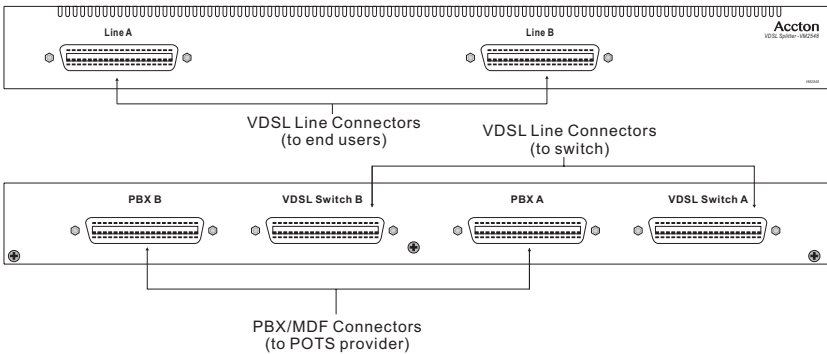 Line A
Line B
Accton
VDSL Splitter -VM2548
VDSL Line Connectors
(to end users)
VDSL Line Connectors
(to switch)
PBX B
VDSL Switch B
PBX A
VDSL Switch A
PBX/MDF Connectors
(to POTS provider)